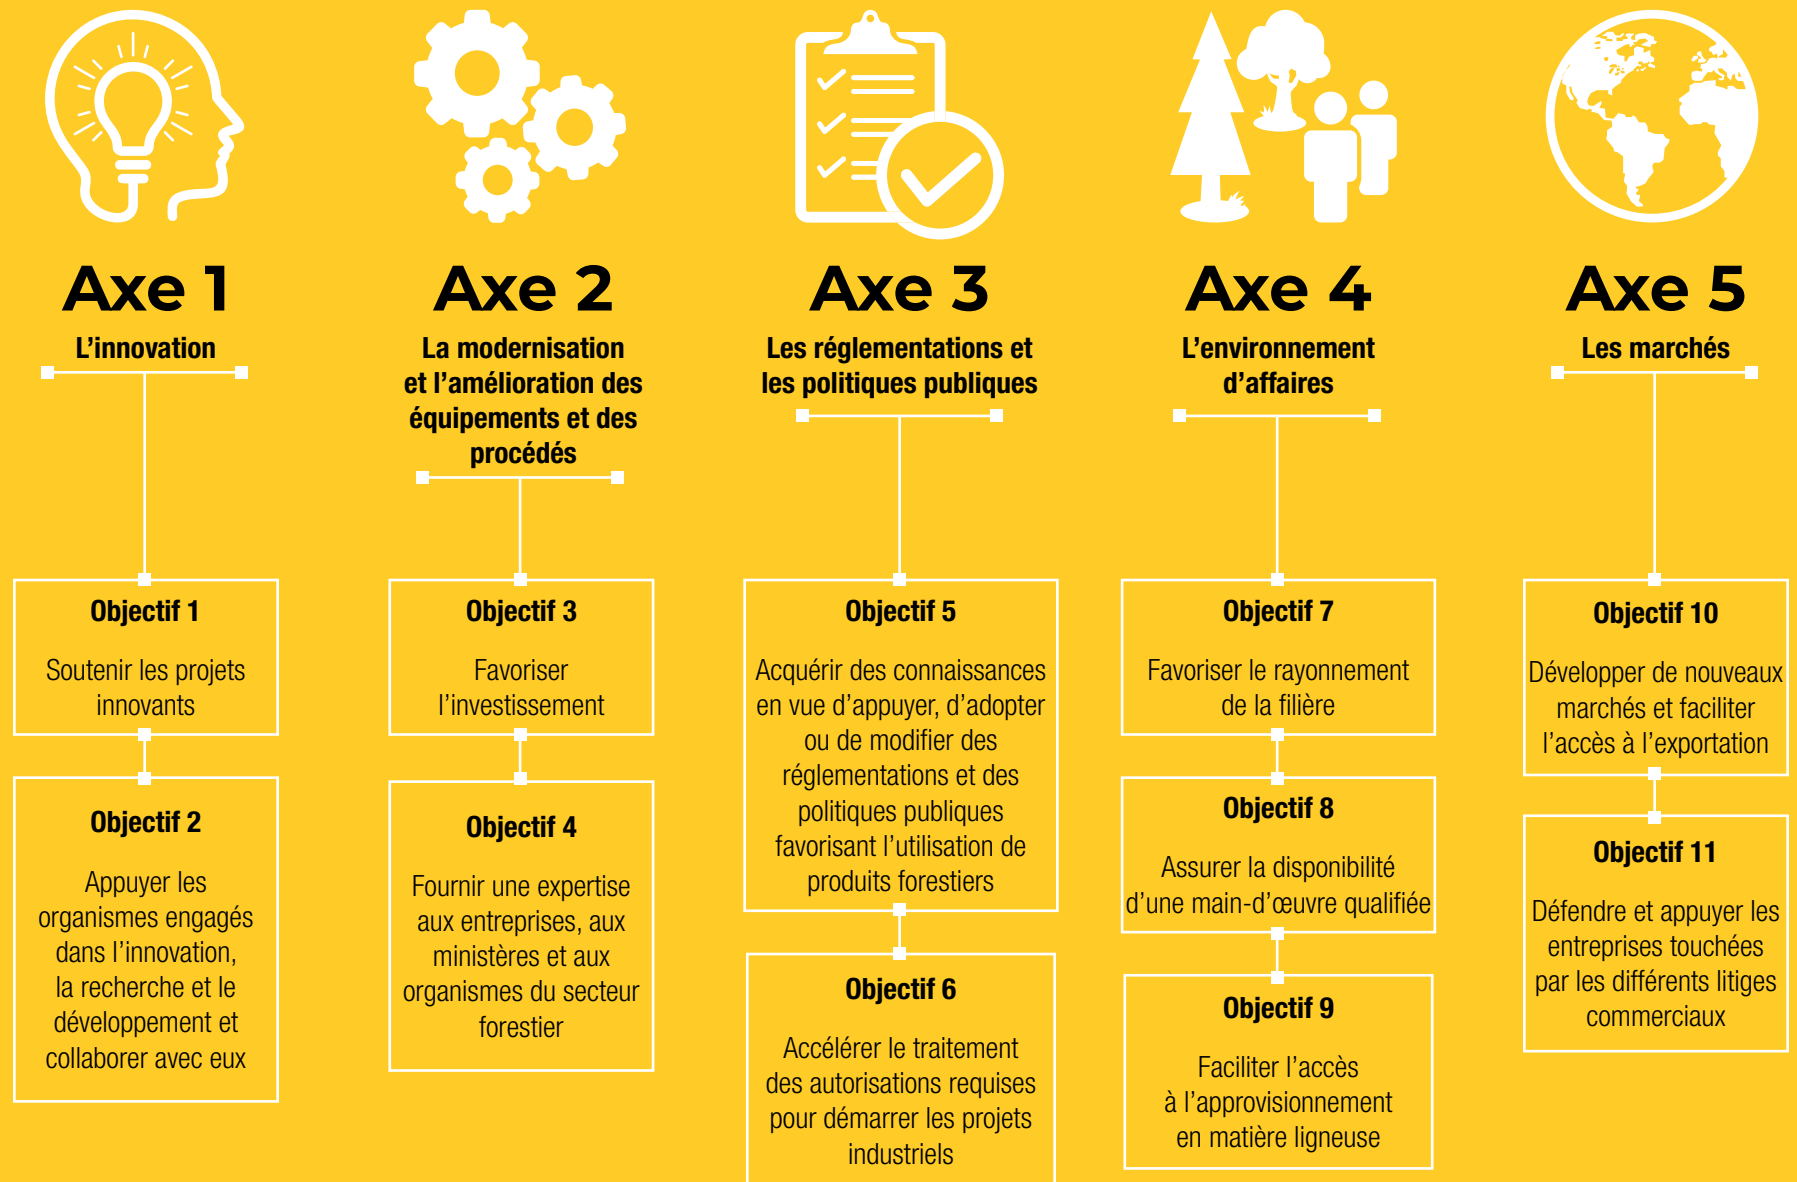 Axe 1
L'innovation
Objectif 1
Soutenir les projets
innovants
Objectif 2
Appuyer les
organismes engagés
dans l'innovation,
la recherche et le
développement et
collaborer avec eux
Axe 2
La modernisation
et l'amélioration des
équipements et des
procédés
Objectif 3
Favoriser
l'investissement
Objectif 4
Fournir une expertise
aux entreprises, aux
ministères et aux
organismes du secteur
forestier
Axe 3
Les réglementations et
les politiques publiques
Objectif 5
Acquérir des connaissances
en vue d'appuyer, d'adopter
ou de modifier des
réglementations et des
politiques publiques
favorisant l'utilisation de
produits forestiers
Objectif 6
Accélérer le traitement
des autorisations requises
pour démarrer les projets
industriels
Axe 4
L'environnement
d'affaires
Objectif 7
Favoriser le rayonnement
de la filière
Objectif 8
Assurer la disponibilité
d'une main-d'œuvre qualifiée
Objectif 9
Faciliter l'accès
à l'approvisionnement
en matière ligneuse
Axe 5
Les marchés
Objectif 10
Développer de nouveaux
marchés et faciliter
l'accès à l'exportation
Objectif 11
Défendre et appuyer les
entreprises touchées
par les différents litiges
commerciaux